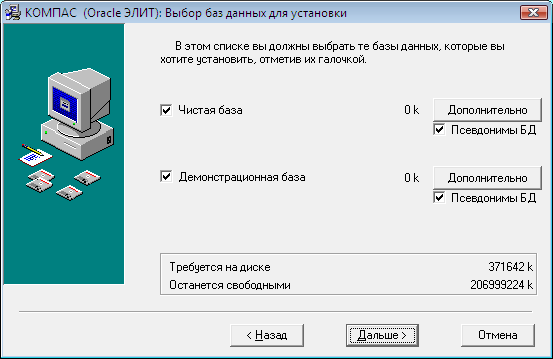 КОМПАС (Oracle ЭЛИТ): Выбор баз данных для установки
В этом списке вы должны выбрать те базы данных, которые вы
хотите установить, отметив их галочкой.
Чистая база 0 k Дополнительно
Псевдонимы БД
Демонстрационная база 0 k Дополнительно
Псевдонимы БД
Требуется на диске 371642 k
Останется свободными 206999224 k
< Назад Дальше > Отмена